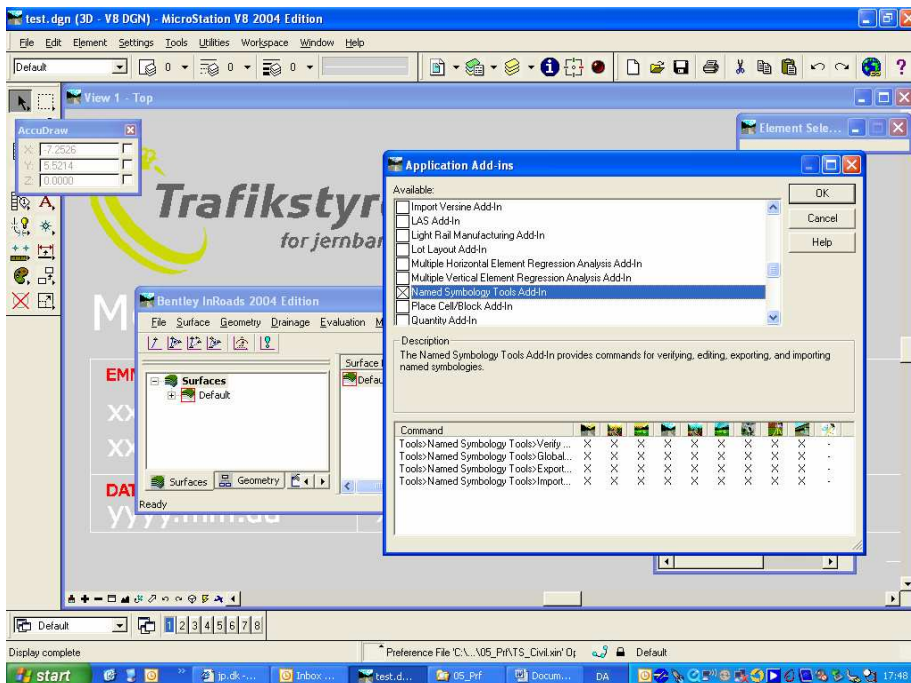 test.dgn (3D - V8 DGN) - MicroStation V8 2004 Edition
File Edit Element Settings Tools Utilities Workspace Window Help
Default 0 0 0
View 1 - Top
Element Sele...
AccuDraw
X: -7.2526
Y: 5.5214
Z: 0.0000
Trafikstyr
for jernbar
Application Add-ins
Available:
Import Versine Add-In
LAS Add-In
Light Rail Manufacturing Add-In
Lot Layout Add-In
Multiple Horizontal Element Regression Analysis Add-In
Multiple Vertical Element Regression Analysis Add-In
Named Symbology Tools Add-In
Place Cell/Block Add-In
Quantity Add-In
OK
Cancel
Help
Description
The Named Symbology Tools Add-In provides commands for verifying, editing, exporting, and importing
named symbologies.
Command
Tools>Named Symbology Tools>Verify ... X X X X X X X X X -
Tools>Named Symbology Tools>Global... X X X X X X X X X -
Tools>Named Symbology Tools>Export... X X X X X X X X X -
Tools>Named Symbology Tools>Import... X X X X X X X X X -
Bentley InRoads 2004 Edition
File Surface Geometry Drainage Evaluation M
Surfaces
Default
Surface
Defau
Surfaces Geometry
Ready
M
EMN
xx
xx
DAT
yyyy.mm.dd
Default 1 2 3 4 5 6 7 8
Display complete
Preference File 'C:\...\05_Prf\TS_Civil.xin' Op
Default
start jp.dk -... Inbox ... test.d... 05_Prf Docum... DA 17:48